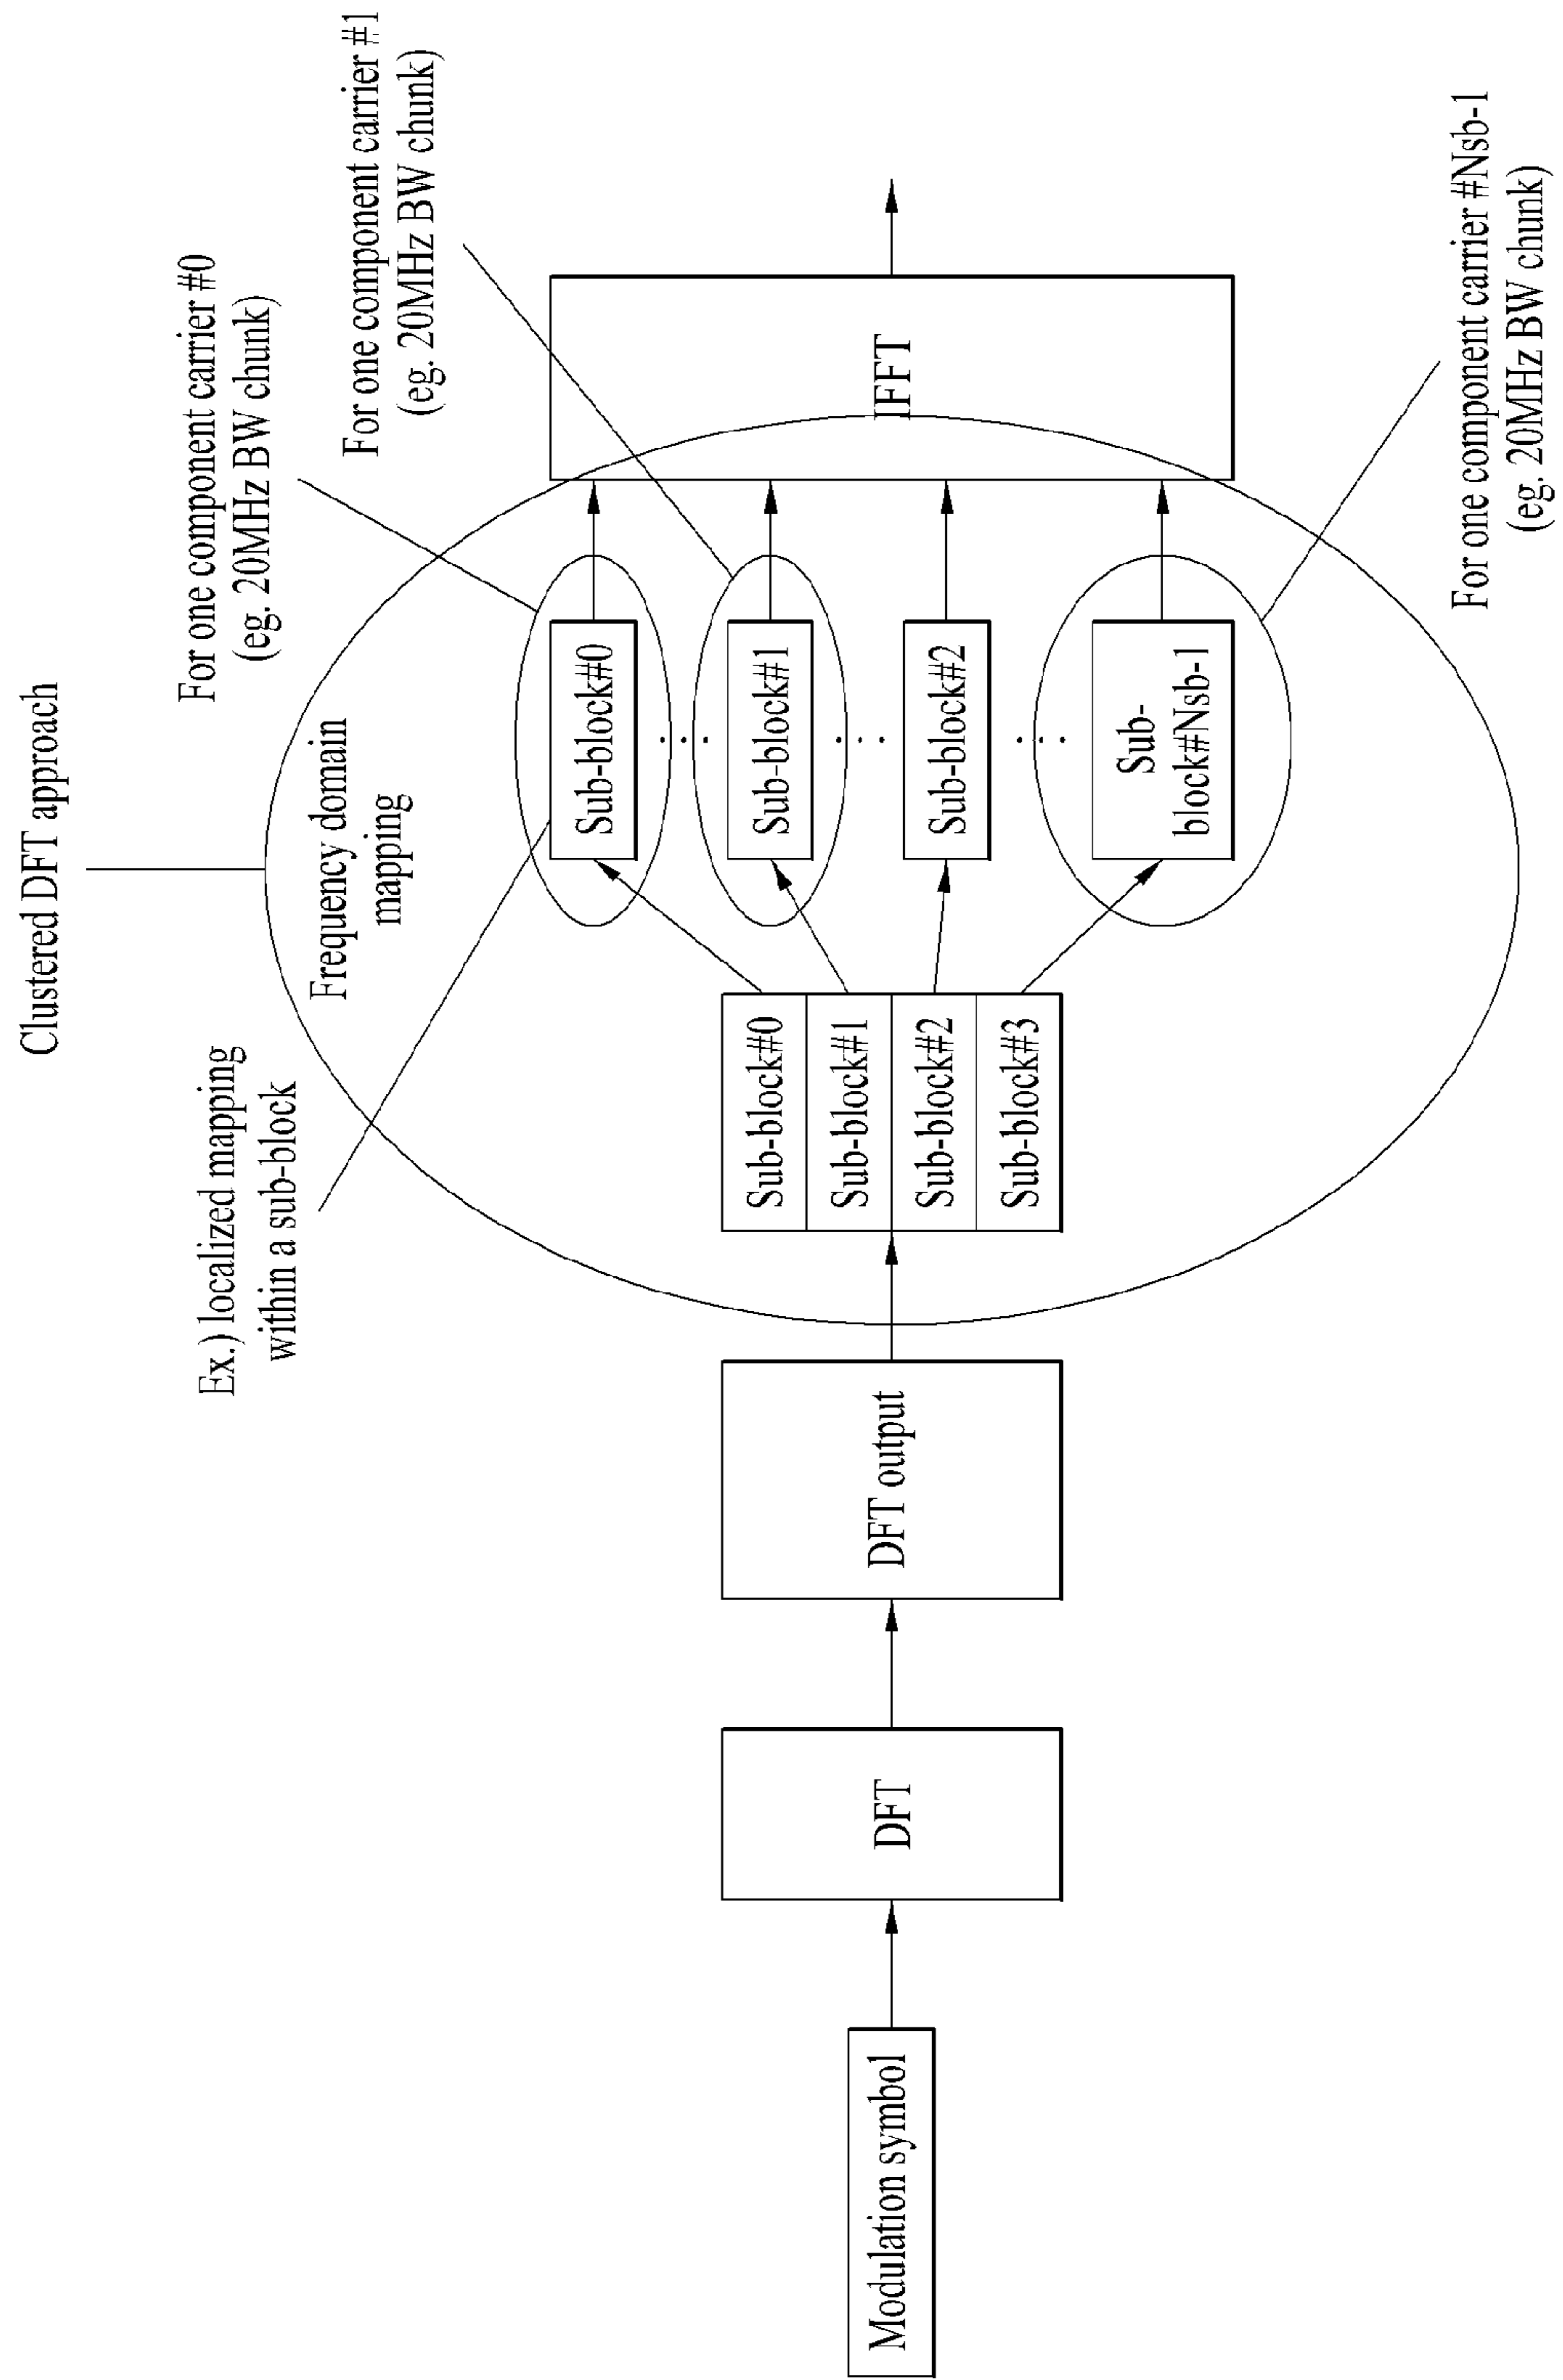 Clustered DFT approach
For one component carrier #0
(eg. 20MHz BW chunk)
For one component carrier #1
(eg. 20MHz BW chunk)
Ex.) localized mapping
within a sub-block
Frequency domain
mapping
Modulation symbol
DFT
DFT output
Sub-block#0
Sub-block#1
Sub-block#2
Sub-block#3
Sub-block#0
...
Sub-block#1
...
Sub-block#2
...
Sub-
block#Nsb-1
IFFT
For one component carrier #Nsb-1
(eg. 20MHz BW chunk)